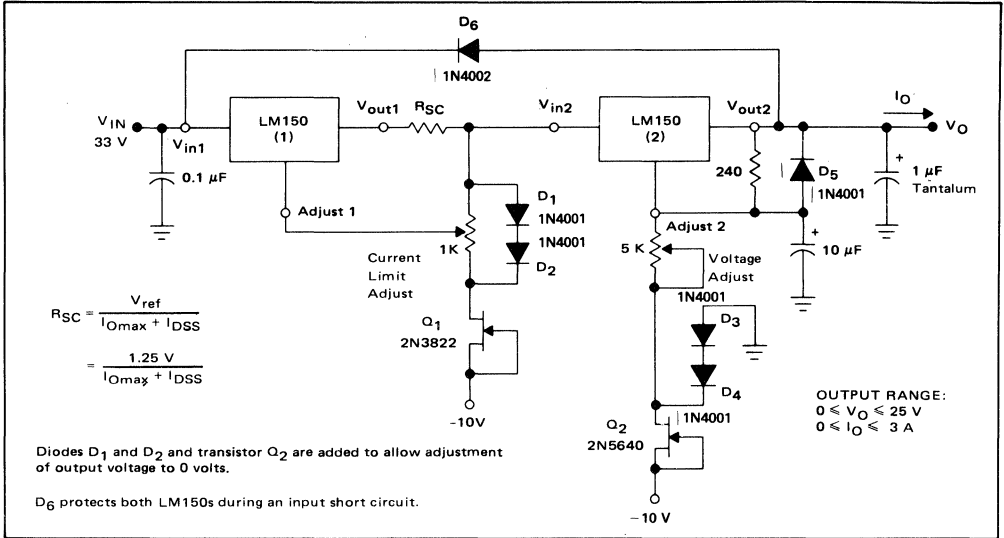 D6
1N4002
VIN
33 V
Vin1
0.1 µF
LM150
(1)
Vout1
RSC
Vin2
LM150
(2)
Vout2
IO
VO
240
D5
1N4001
+
1 µF
Tantalum
Adjust 1
D1
1N4001
1N4001
D2
1K
Current
Limit
Adjust
Adjust 2
5 K
Voltage
Adjust
+
10 µF
1N4001
D3
D4
1N4001
Q1
2N3822
-10V
Q2
2N5640
-10 V
RSC = Vref / (IOmax + IDSS)
= 1.25 V / (IOmax + IDSS)
OUTPUT RANGE:
0 ≤ VO ≤ 25 V
0 ≤ IO ≤ 3 A
Diodes D1 and D2 and transistor Q2 are added to allow adjustment
of output voltage to 0 volts.
D6 protects both LM150s during an input short circuit.